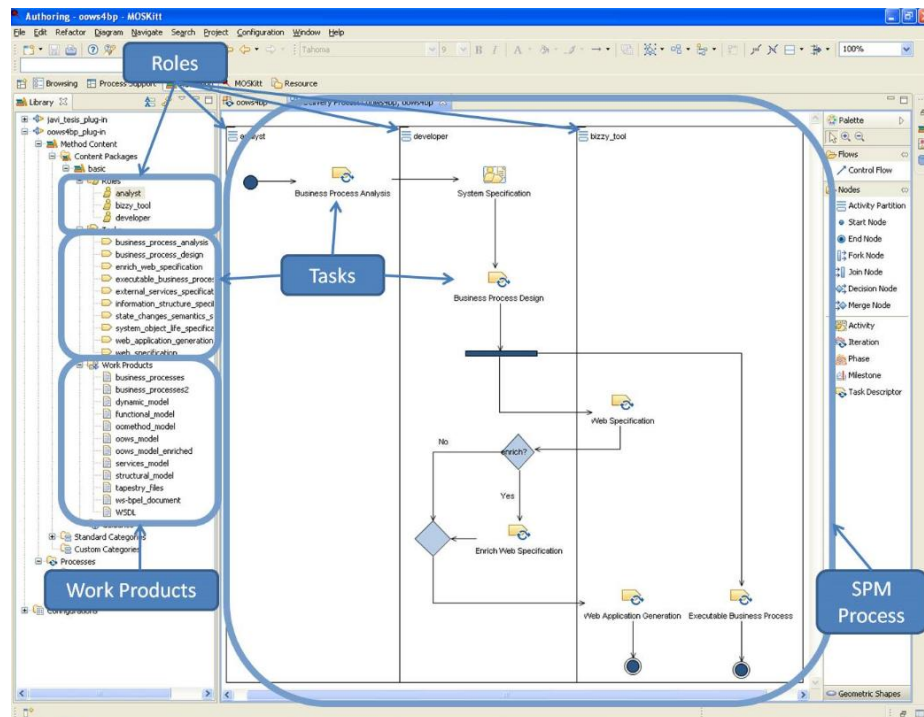 Authoring - oows4bp - MOSKitt
File Edit Refactor Diagram Navigate Search Project Configuration Window Help
Tahoma 9 B I A 100%
Roles
Browsing Process Support MOSKitt Resource
Library
oows4bp
javi_tesis_plug-in
oows4bp_plug-in
Method Content
Content Packages
basic
Roles
analyst
bizzy_tool
developer
business_process_analysis
business_process_design
enrich_web_specification
executable_business_proces
external_services_specificat
information_structure_specif
state_changes_semantics_s
system_object_life_specifica
web_application_generation
web_specification
Work Products
business_processes
business_processes2
dynamic_model
functional_model
oomethod_model
oows_model
oows_model_enriched
services_model
structural_model
tapestry_files
ws-bpel_document
WSDL
Standard Categories
Custom Categories
Processes
Work Products
Configurations
analyst
developer
bizzy_tool
Business Process Analysis
System Specification
Tasks
Business Process Design
Web Specification
No
enrich?
Yes
Enrich Web Specification
Web Application Generation
Executable Business Process
Palette
Flows
Control Flow
Nodes
Activity Partition
Start Node
End Node
Fork Node
Join Node
Decision Node
Merge Node
Activity
Iteration
Phase
Milestone
Task Descriptor
SPM
Process
Geometric Shapes